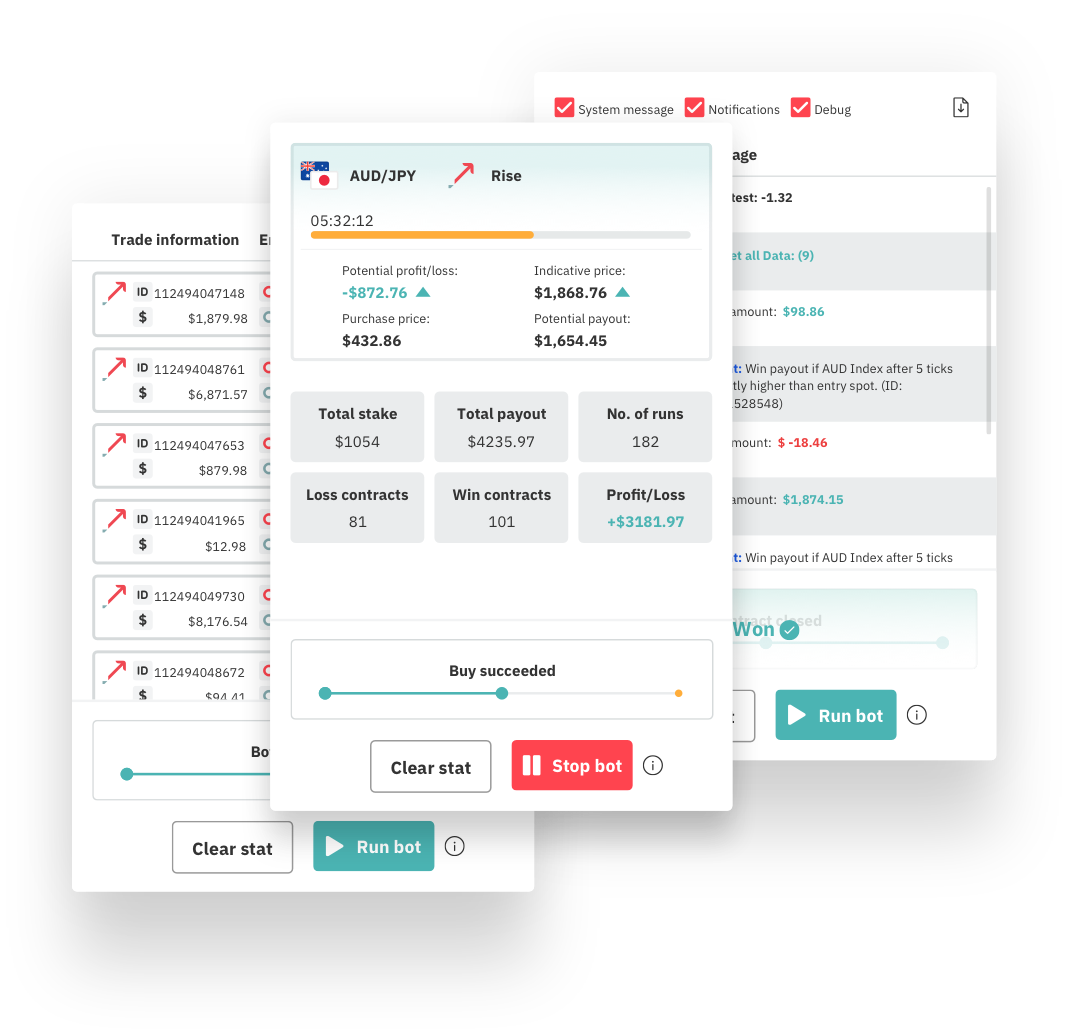 System message Notifications Debug
age
test: -1.32
et all Data: (9)
amount: $98.86
t: Win payout if AUD Index after 5 ticks
tly higher than entry spot. (ID:
1528548)
mount: $ -18.46
amount: $1,874.15
t: Win payout if AUD Index after 5 ticks
ntract closed
Won
Run bot
AUD/JPY Rise
05:32:12
Potential profit/loss: Indicative price:
-$872.76 $1,868.76
Purchase price: Potential payout:
$432.86 $1,654.45
Total stake Total payout No. of runs
$1054 $4235.97 182
Loss contracts Win contracts Profit/Loss
81 101 +$3181.97
Buy succeeded
Clear stat Stop bot
Trade information
ID 112494047148
$ $1,879.98
ID 112494048761
$ $6,871.57
ID 112494047653
$ $879.98
ID 112494041965
$ $12.98
ID 112494049730
$ $8,176.54
ID 112494048672
$ $94.41
Bo
Clear stat Run bot